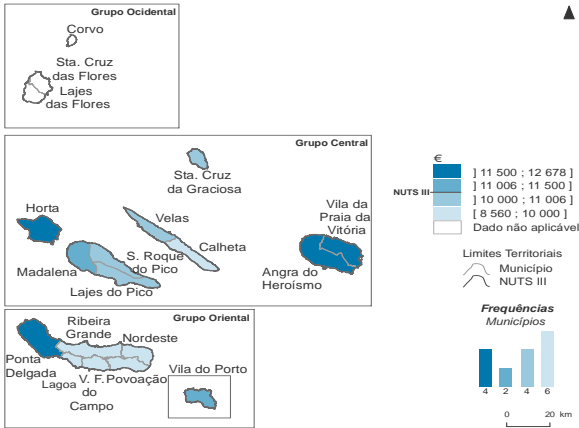 Grupo Ocidental
Corvo
Sta. Cruz
das Flores
Lajes
das Flores
Grupo Central
Sta. Cruz
da Graciosa
Horta
Velas
Vila da
Praia da
Vitória
Calheta
S. Roque
do Pico
Madalena
Angra do
Heroísmo
Lajes do Pico
Grupo Oriental
Ribeira
Grande
Nordeste
Ponta
Delgada
Lagoa
V. F.
do
Campo
Povoação
Vila do Porto
€
] 11 500 ; 12 678 ]
] 11 006 ; 11 500 ]
NUTS III
] 10 000 ; 11 006 ]
[ 8 560 ; 10 000 ]
Dado não aplicável
Limites Territoriais
Município
NUTS III
Frequências
Municípios
4 2 4 6
0 20 km